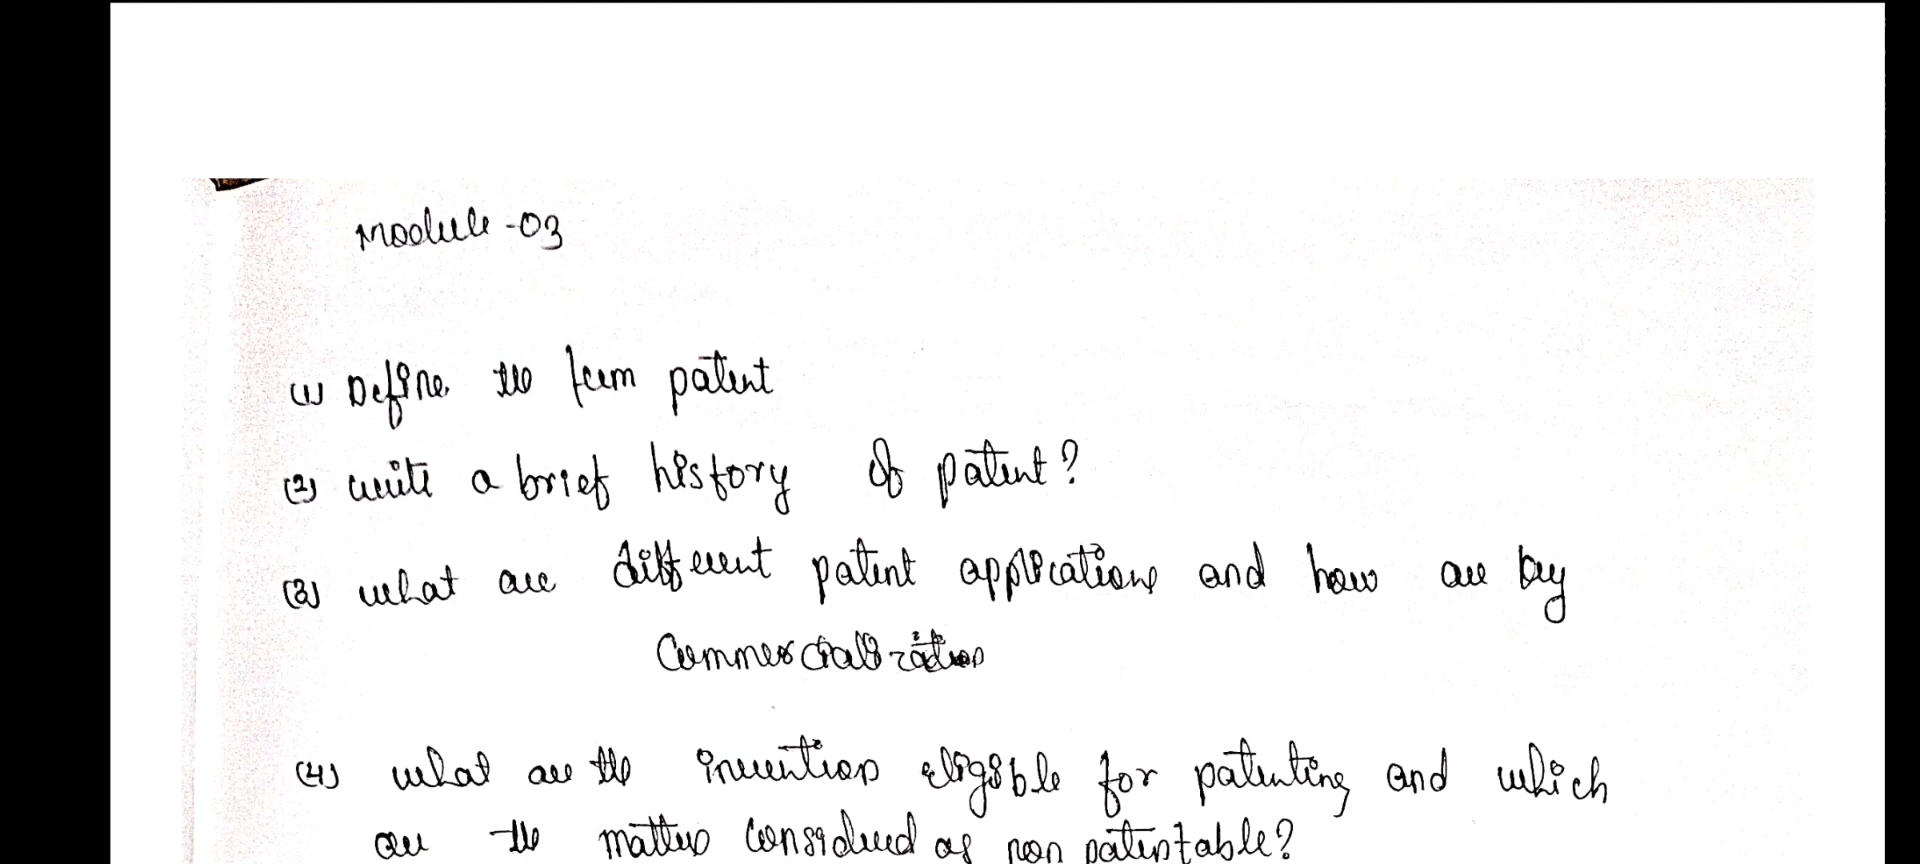 Module -03
(1) Define the term patent
(2) write a brief history of patent?
(3) what are different patent applications and how are by
Commercialization
(4) what are the invention eligible for patenting and which
are the matters considered as non patentable?